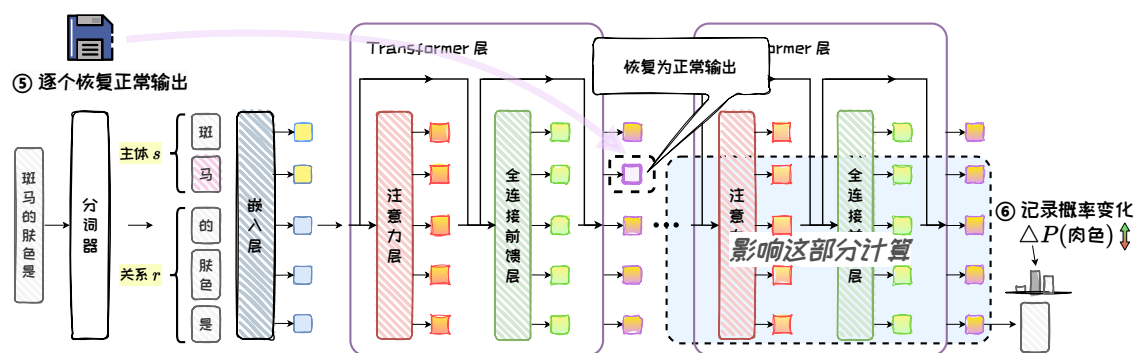 ⑤ 逐个恢复正常输出
Transformer 层
恢复为正常输出
rmer 层
斑马的肤色是
分词器
主体 s
关系 r
斑
马
的
肤色
是
嵌入层
注意力层
全连接前馈层
注意
全连接
层
影响这部分计算
⑥ 记录概率变化
△P(肉色)